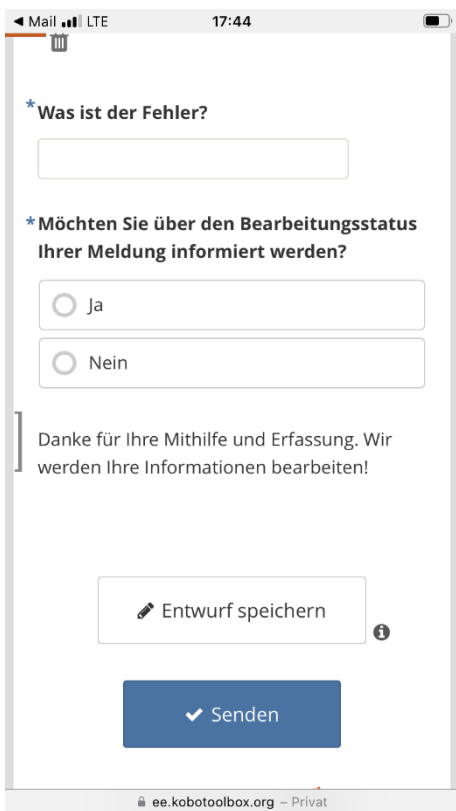 Mail LTE 17:44
* Was ist der Fehler?
* Möchten Sie über den Bearbeitungsstatus
Ihrer Meldung informiert werden?
Ja
Nein
Danke für Ihre Mithilfe und Erfassung. Wir
werden Ihre Informationen bearbeiten!
Entwurf speichern
Senden
ee.kobotoolbox.org – Privat